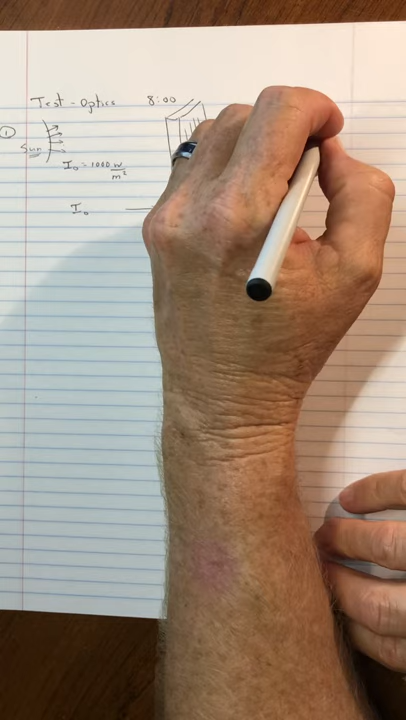 Test - Optics 8:00
①
Sun
I₀ = 1000 W/m²
I₀